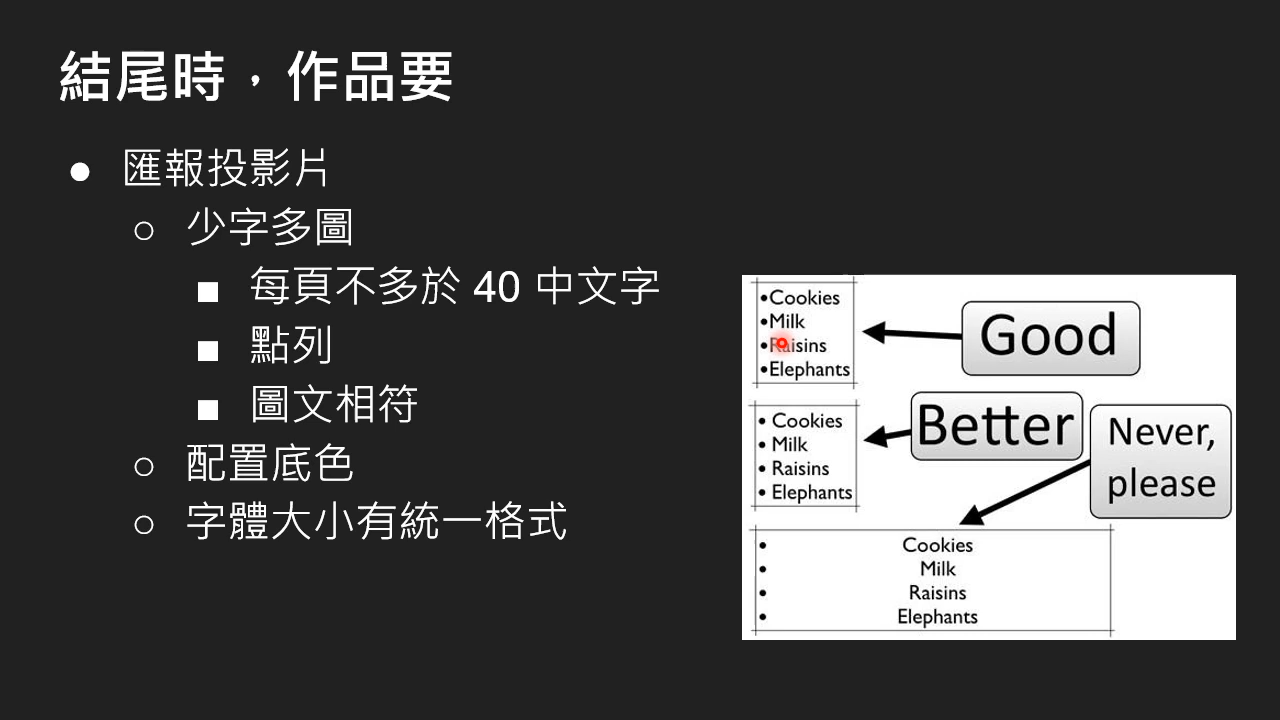 結尾時，作品要
● 匯報投影片
○ 少字多圖
■ 每頁不多於 40 中文字
■ 點列
■ 圖文相符
○ 配置底色
○ 字體大小有統一格式
•Cookies
•Milk
•Raisins
•Elephants
Good
• Cookies
• Milk
• Raisins
• Elephants
Better
Never,
please
• Cookies
• Milk
• Raisins
• Elephants